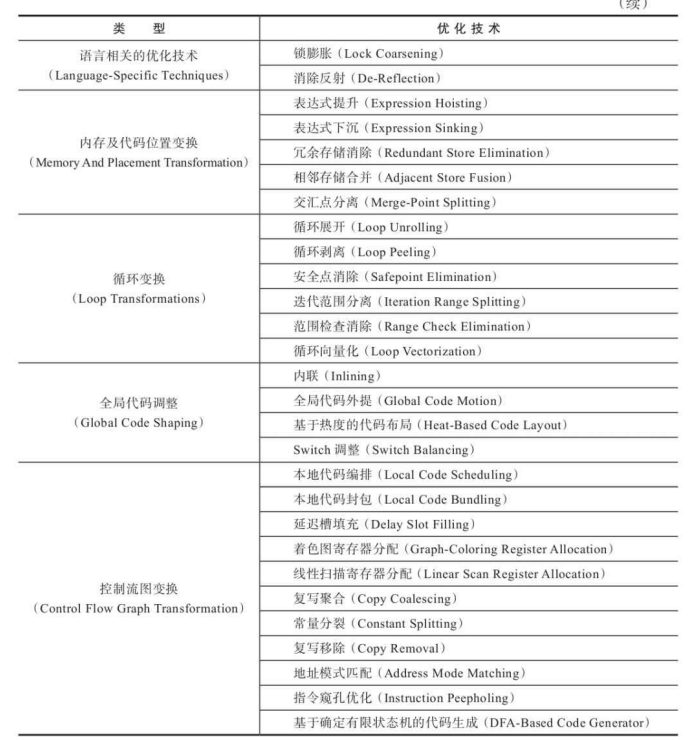 （续）
类 型 优化技术
语言相关的优化技术
（Language-Specific Techniques）
锁膨胀（Lock Coarsening）
消除反射（De-Reflection）
内存及代码位置变换
（Memory And Placement Transformation）
表达式提升（Expression Hoisting）
表达式下沉（Expression Sinking）
冗余存储消除（Redundant Store Elimination）
相邻存储合并（Adjacent Store Fusion）
交汇点分离（Merge-Point Splitting）
循环变换
（Loop Transformations）
循环展开（Loop Unrolling）
循环剥离（Loop Peeling）
安全点消除（Safepoint Elimination）
迭代范围分离（Iteration Range Splitting）
范围检查消除（Range Check Elimination）
循环向量化（Loop Vectorization）
全局代码调整
（Global Code Shaping）
内联（Inlining）
全局代码外提（Global Code Motion）
基于热度的代码布局（Heat-Based Code Layout）
Switch 调整（Switch Balancing）
控制流图变换
（Control Flow Graph Transformation）
本地代码编排（Local Code Scheduling）
本地代码封包（Local Code Bundling）
延迟槽填充（Delay Slot Filling）
着色图寄存器分配（Graph-Coloring Register Allocation）
线性扫描寄存器分配（Linear Scan Register Allocation）
复写聚合（Copy Coalescing）
常量分裂（Constant Splitting）
复写移除（Copy Removal）
地址模式匹配（Address Mode Matching）
指令窥孔优化（Instruction Peepholing）
基于确定有限状态机的代码生成（DFA-Based Code Generator）